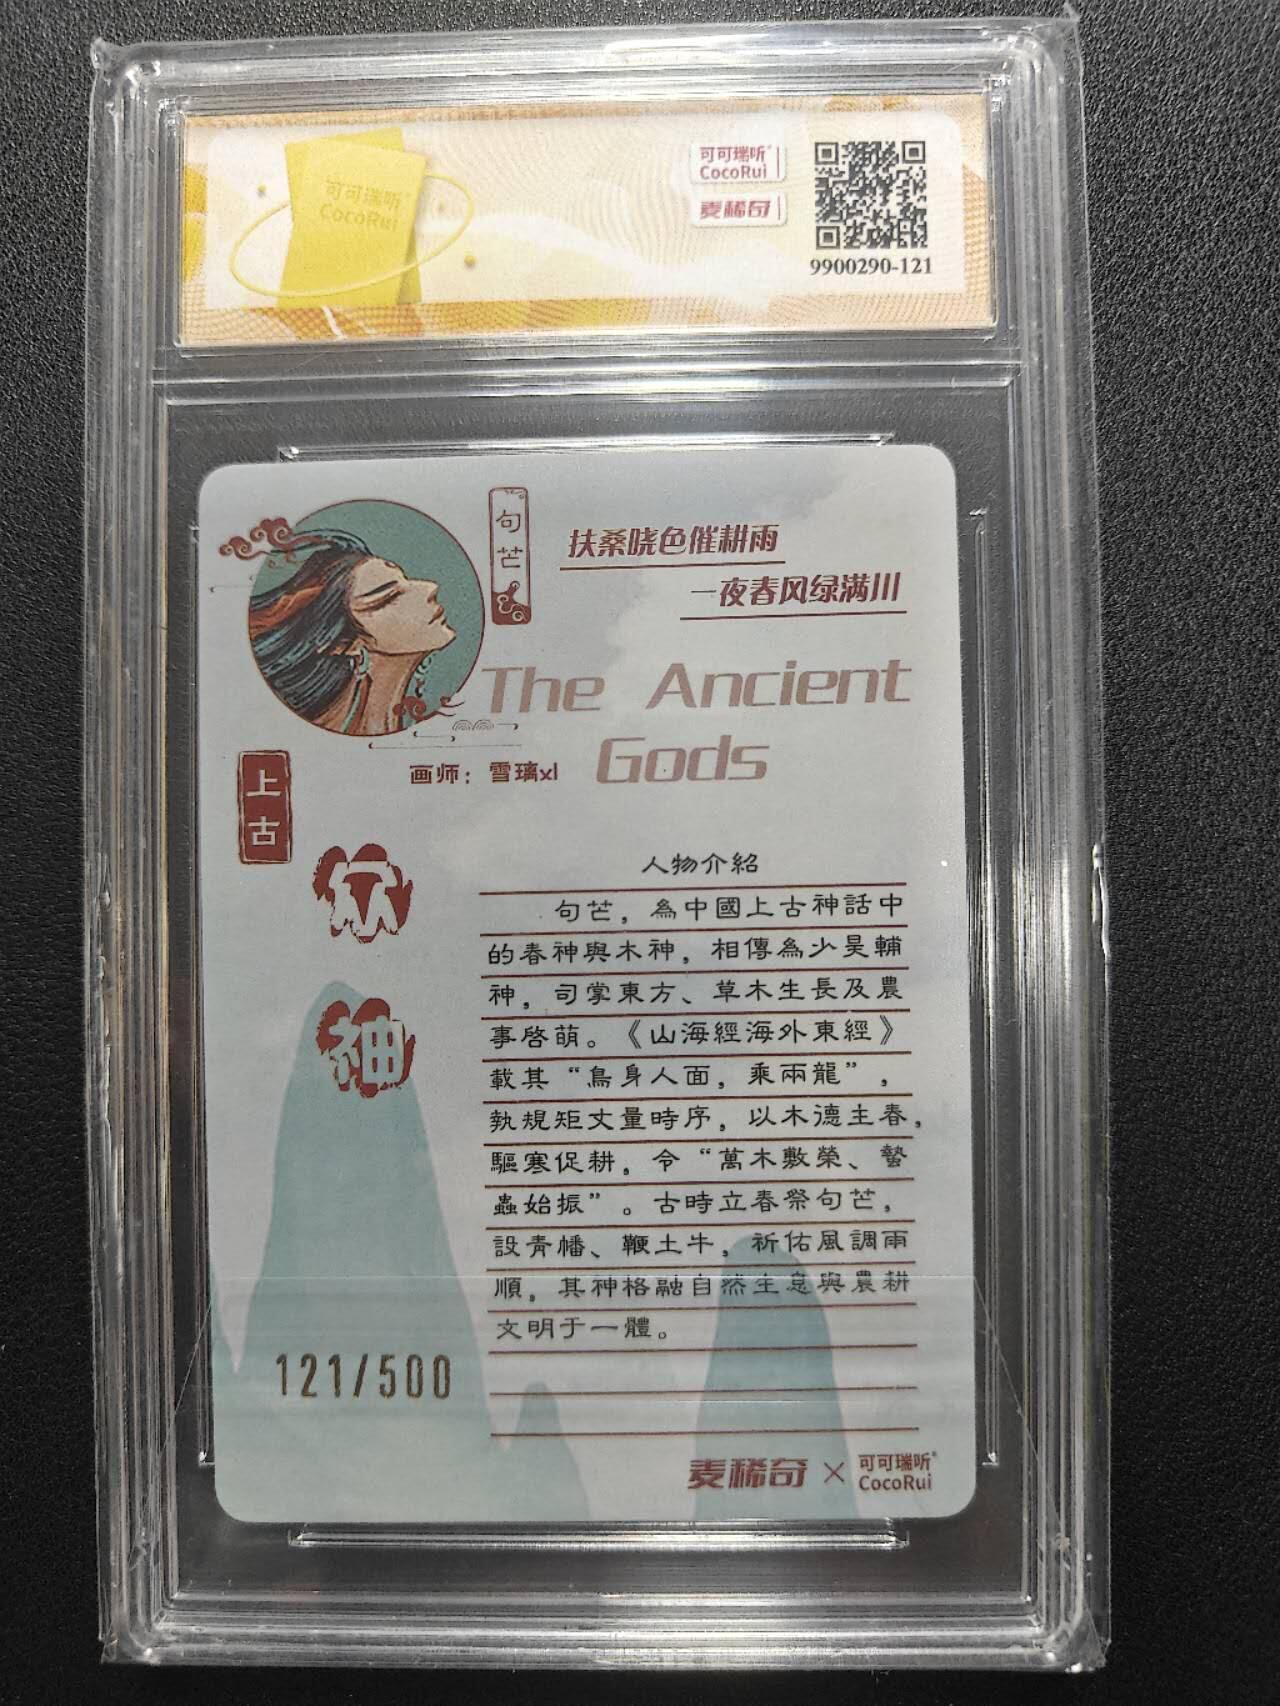 可可瑞听
CocoRui
可可瑞听®
CocoRui
麦稀奇
9900290-121
句芒
扶桑晓色催耕雨
一夜春风绿满川
The Ancient
Gods
画师：雪璃xl
上古
众神
人物介紹
句芒，為中國上古神話中
的春神與木神，相傳為少昊輔
神，司掌東方、草木生長及農
事啓萌。《山海經海外東經》
載其“鳥身人面，乘兩龍”，
執規矩丈量時序，以木德主春，
驅寒促耕，令“萬木敷榮、蟄
蟲始振”。古時立春祭句芒，
設青幡、鞭土牛，祈佑風調雨
順，其神格融自然生息與農耕
文明于一體。
121/500
麦稀奇×可可瑞听®
CocoRui